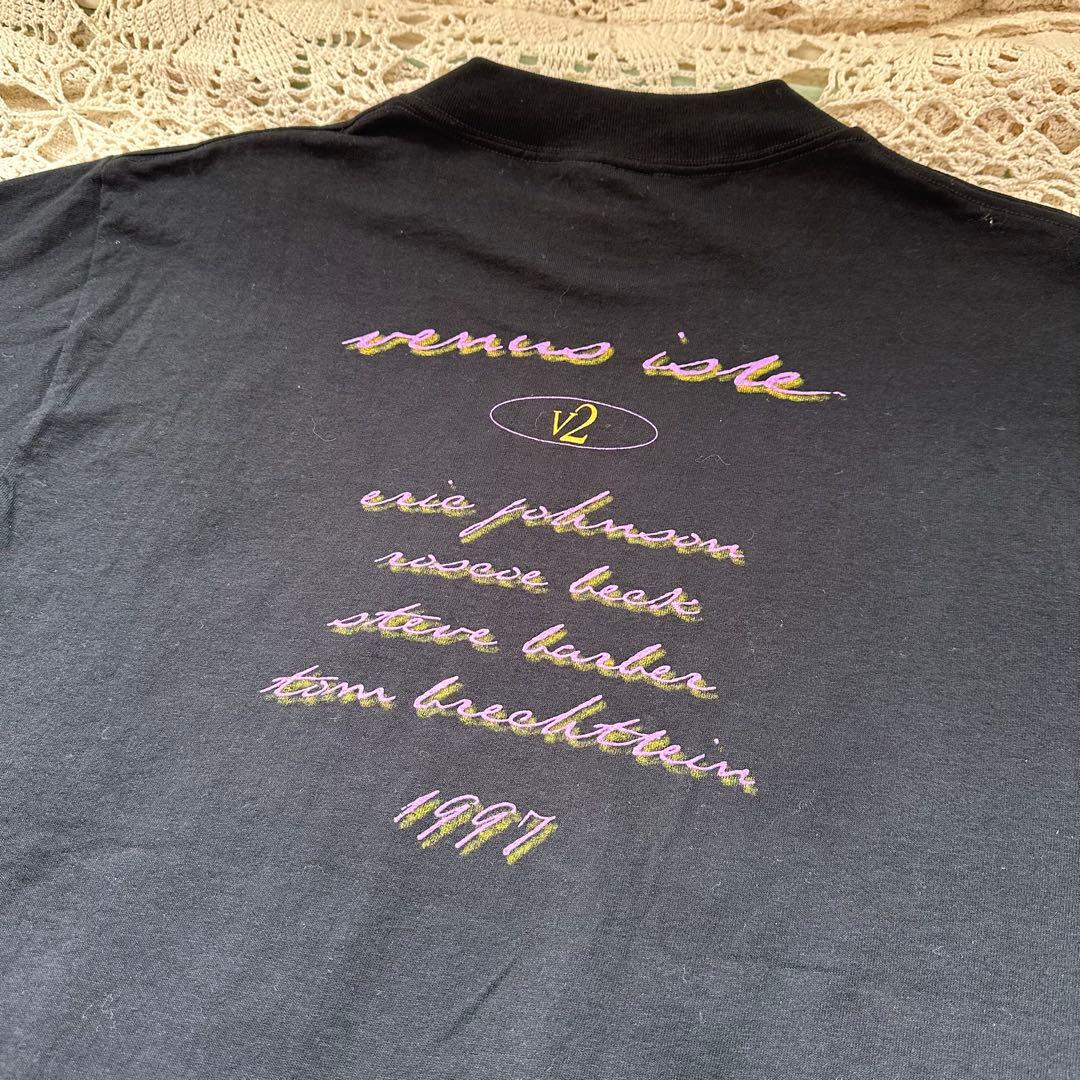 venus isle
v2
eric johnson
roscoe beck
steve barber
tom brechtlein
1997